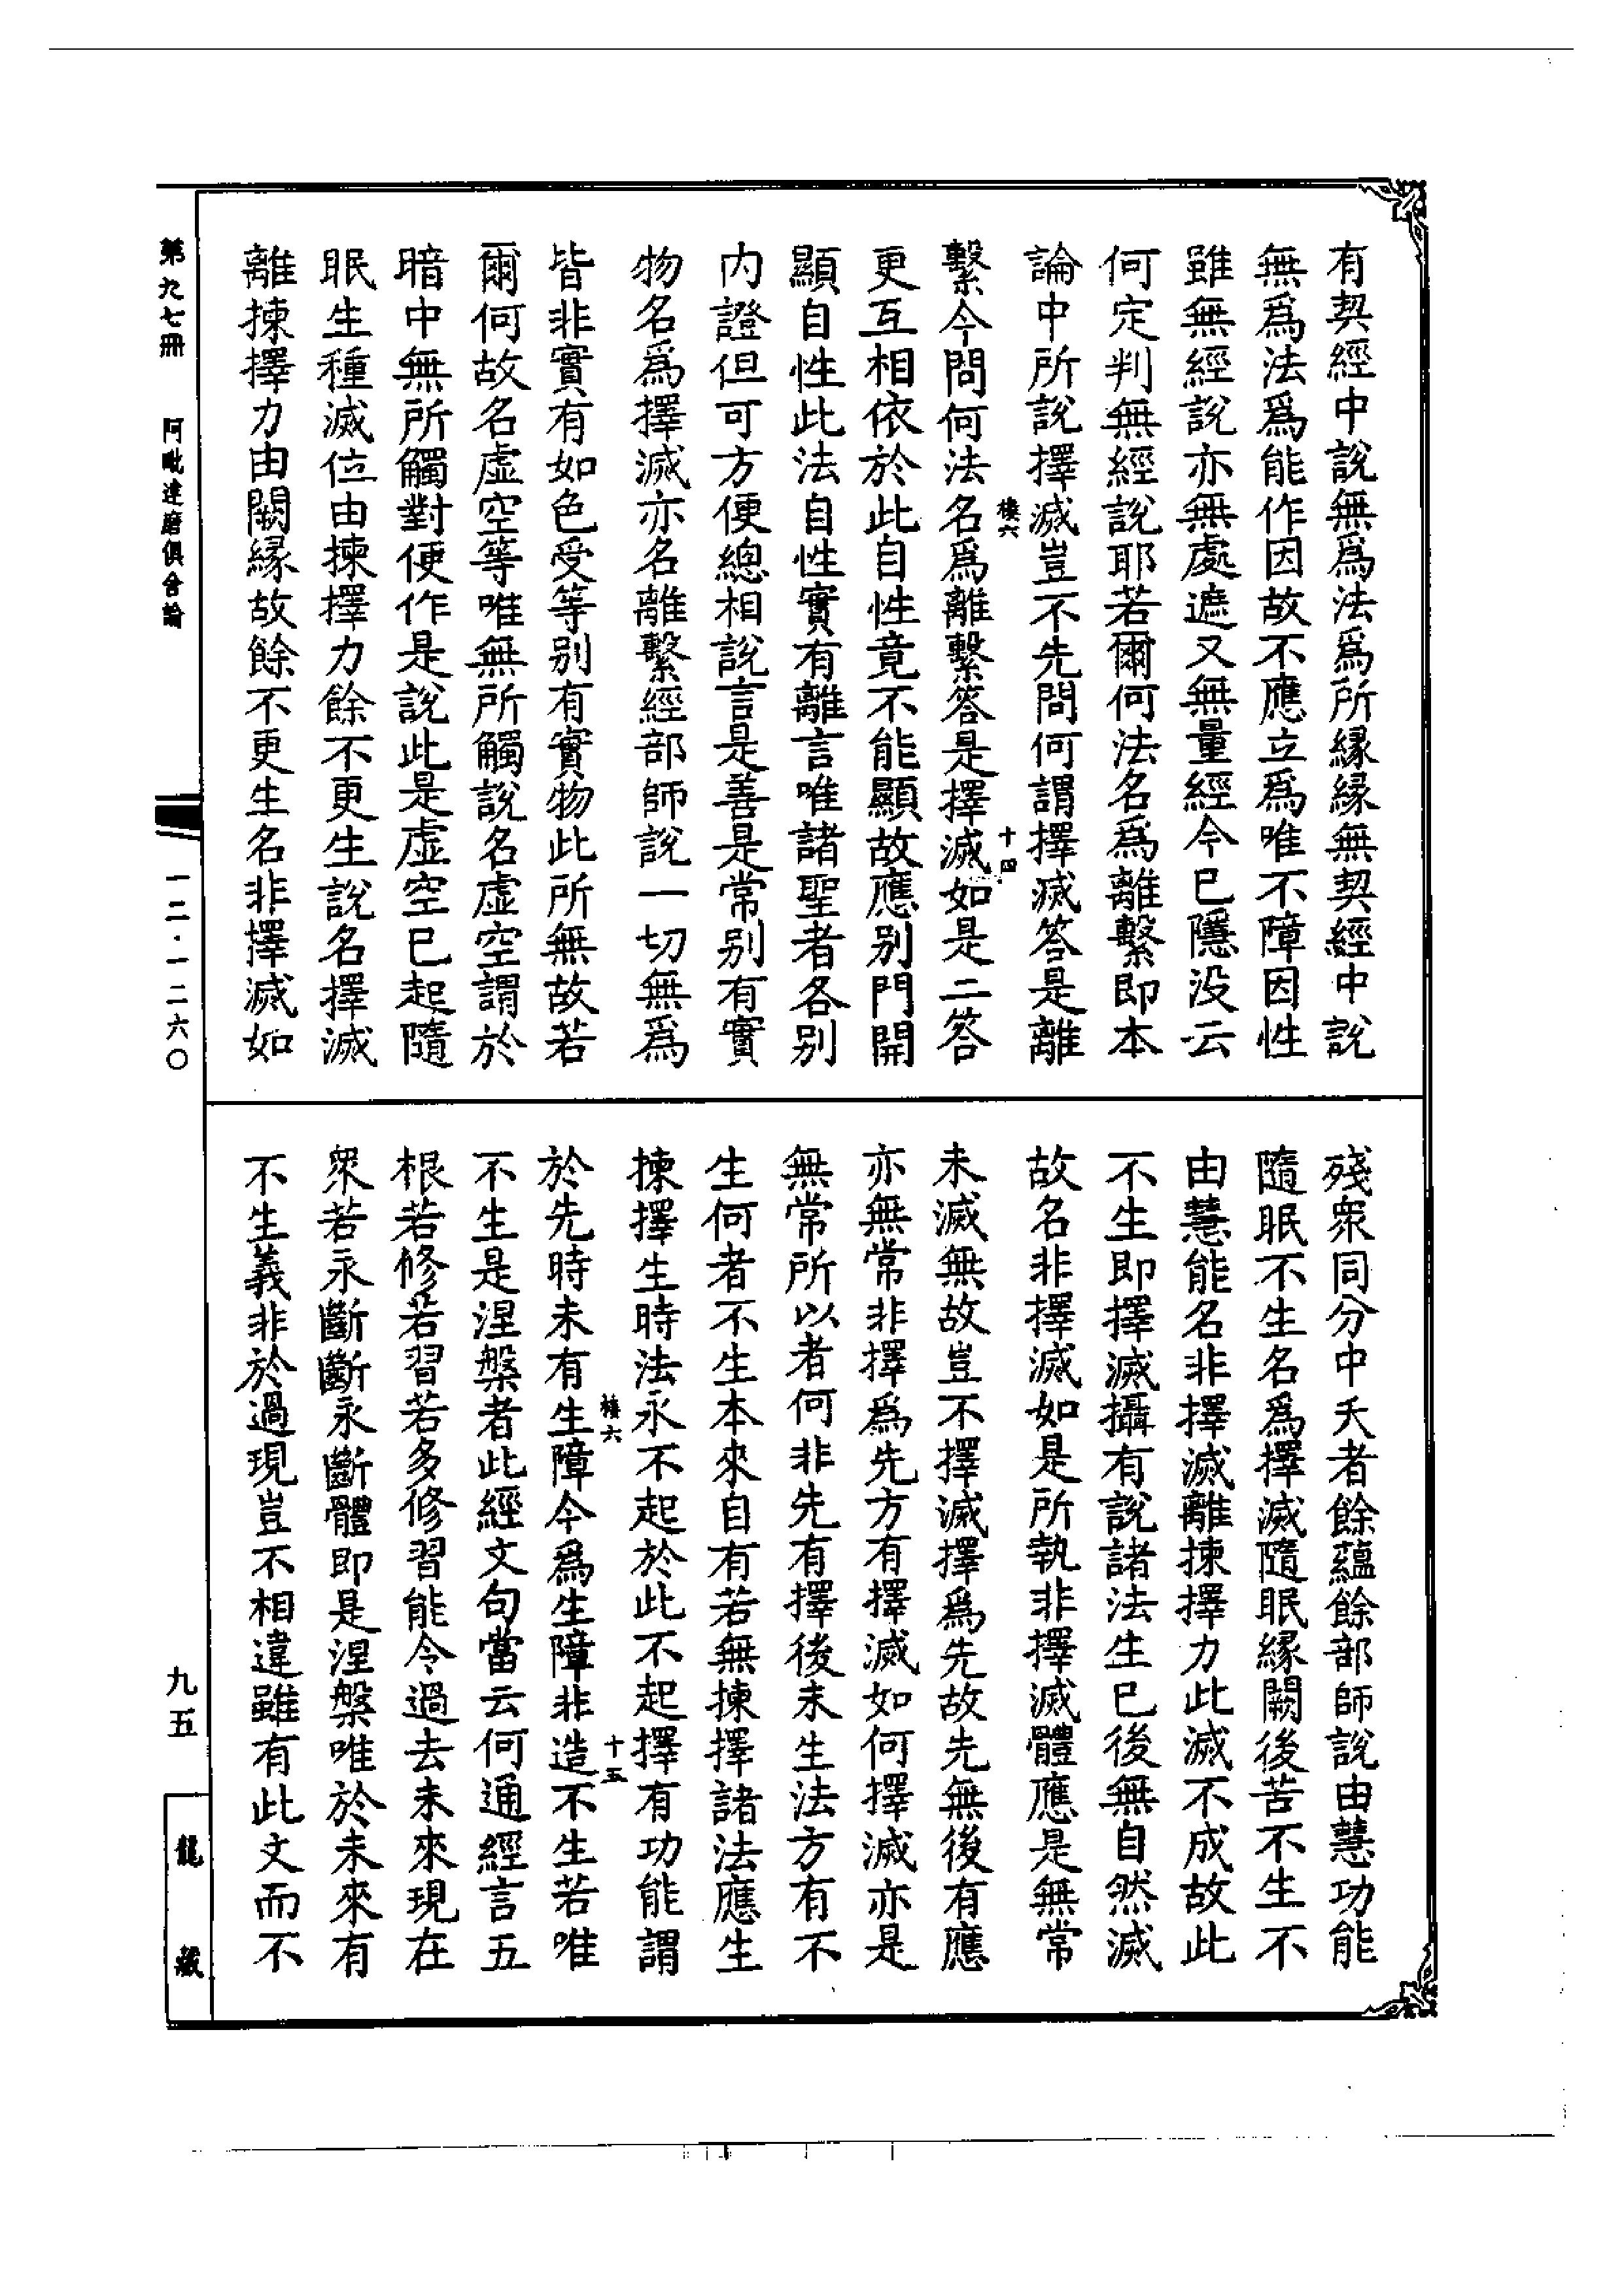 有契經中說無爲法爲所緣緣無契經中說
無爲法爲能作因故不應立爲唯不障因性
雖無經說亦無處遮又無量經今已隱没云
何定判無經說耶若爾何法名爲離繫即本
論中所說擇滅豈不先問何謂擇滅答是離
樓六
十四
繫今問何法名爲離繫答是擇滅如是二答
更互相依於此自性竟不能顯故應别門開
顯自性此法自性實有離言唯諸聖者各别
内證但可方便總相說言是善是常别有實
物名爲擇滅亦名離繫經部師說一切無爲
皆非實有如色受等别有實物此所無故若
爾何故名虛空等唯無所觸說名虛空謂於
暗中無所觸對便作是說此是虛空已起隨
眠生種滅位由揀擇力餘不更生說名擇滅
離揀擇力由闕緣故餘不更生名非擇滅如
殘眾同分中夭者餘蘊餘部師說由慧功能
隨眠不生名爲擇滅隨眠緣闕後苦不生不
由慧能名非擇滅離揀擇力此滅不成故此
不生即擇滅攝有說諸法生已後無自然滅
故名非擇滅如是所執非擇滅體應是無常
未滅無故豈不擇滅擇爲先故先無後有應
亦無常非擇爲先方有擇滅如何擇滅亦是
無常所以者何非先有擇後未生法方有不
生何者不生本來自有若無揀擇諸法應生
揀擇生時法永不起於此不起擇有功能謂
樓六
十五
於先時未有生障今爲生障非造不生若唯
不生是涅槃者此經文句當云何通經言五
根若修若習若多修習能令過去未來現在
眾若永斷斷永斷體即是涅槃唯於未來有
不生義非於過現豈不相違雖有此文而不
第九七冊
阿毗達磨俱舍論
一二·一二六〇
九五
龍藏